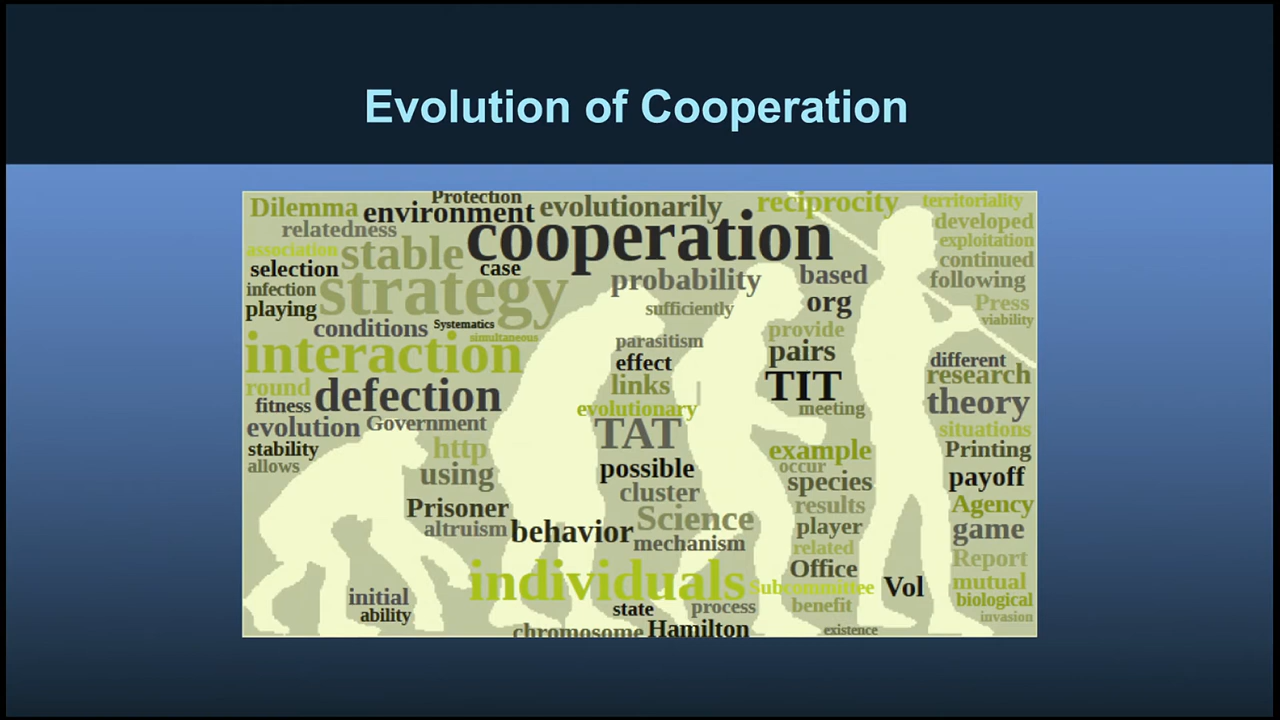 Evolution of Cooperation
Protection
Dilemma
environment
evolutionarily
reciprocity
territoriality
relatedness
cooperation
developed
association
stable
exploitation
selection
case
probability
based
continued
infection
strategy
following
playing
sufficiently
org
Press
conditions
Systematics
simultaneous
parasitism
provide
viability
interaction
effect
pairs
different
round
defection
links
TIT
research
fitness
evolutionary
meeting
theory
evolution
Government
TAT
situations
stability
http
possible
example
Printing
allows
using
cluster
occur
species
payoff
Prisoner
Science
results
Agency
altruism
behavior
mechanism
player
game
related
Report
individuals
Office
Subcommittee
Vol
mutual
initial
state
process
benefit
biological
ability
chromosome
Hamilton
existence
invasion